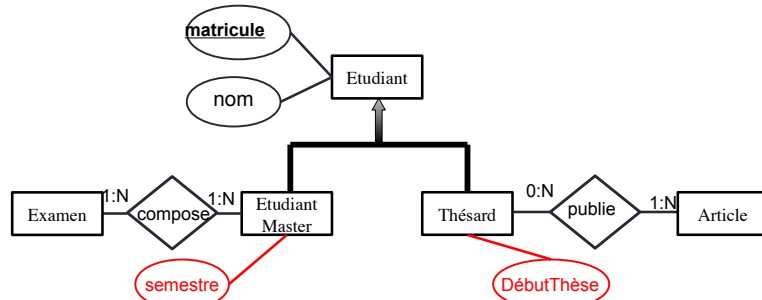 matricule
Etudiant
nom
Examen
1:N
compose
1:N
Etudiant
Master
Thésard
0:N
publie
1:N
Article
semestre
DébutThèse